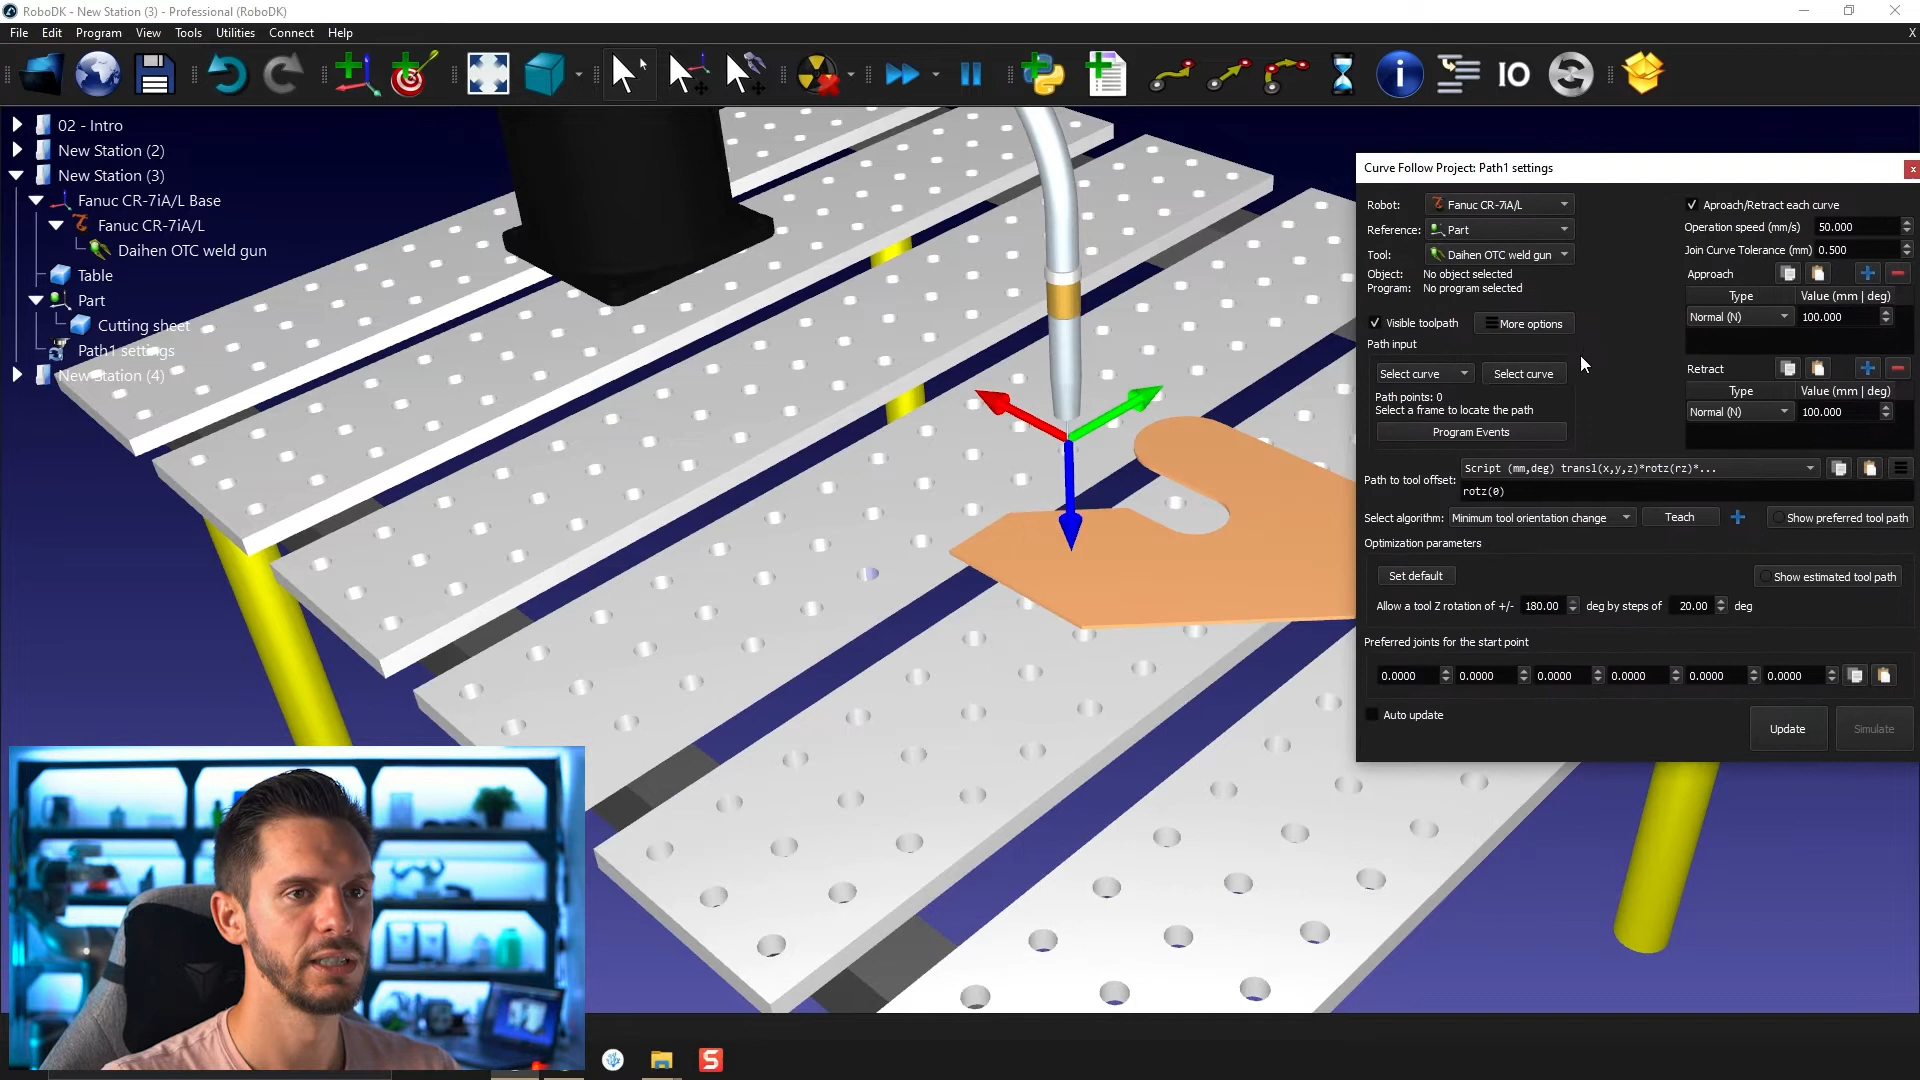 RoboDK - New Station (3) - Professional (RoboDK)
File Edit Program View Tools Utilities Connect Help X
IO
02 - Intro
New Station (2)
New Station (3)
Fanuc CR-7iA/L Base
Fanuc CR-7iA/L
Daihen OTC weld gun
Table
Part
Cutting sheet
Path1 settings
New Station (4)
Curve Follow Project: Path1 settings
Robot: Fanuc CR-7iA/L
Reference: Part
Tool: Daihen OTC weld gun
Object: No object selected
Program: No program selected
Visible toolpath More options
Path input
Select curve Select curve
Path points: 0
Select a frame to locate the path
Program Events
Aproach/Retract each curve
Operation speed (mm/s) 50.000
Join Curve Tolerance (mm) 0.500
Approach
Type Value (mm | deg)
Normal (N) 100.000
Retract
Type Value (mm | deg)
Normal (N) 100.000
Path to tool offset: Script (mm,deg) transl(x,y,z)*rotz(rz)*...
rotz(0)
Select algorithm: Minimum tool orientation change Teach Show preferred tool path
Optimization parameters
Set default Show estimated tool path
Allow a tool Z rotation of +/- 180.00 deg by steps of 20.00 deg
Preferred joints for the start point
0.0000 0.0000 0.0000 0.0000 0.0000 0.0000
Auto update
Update Simulate
S